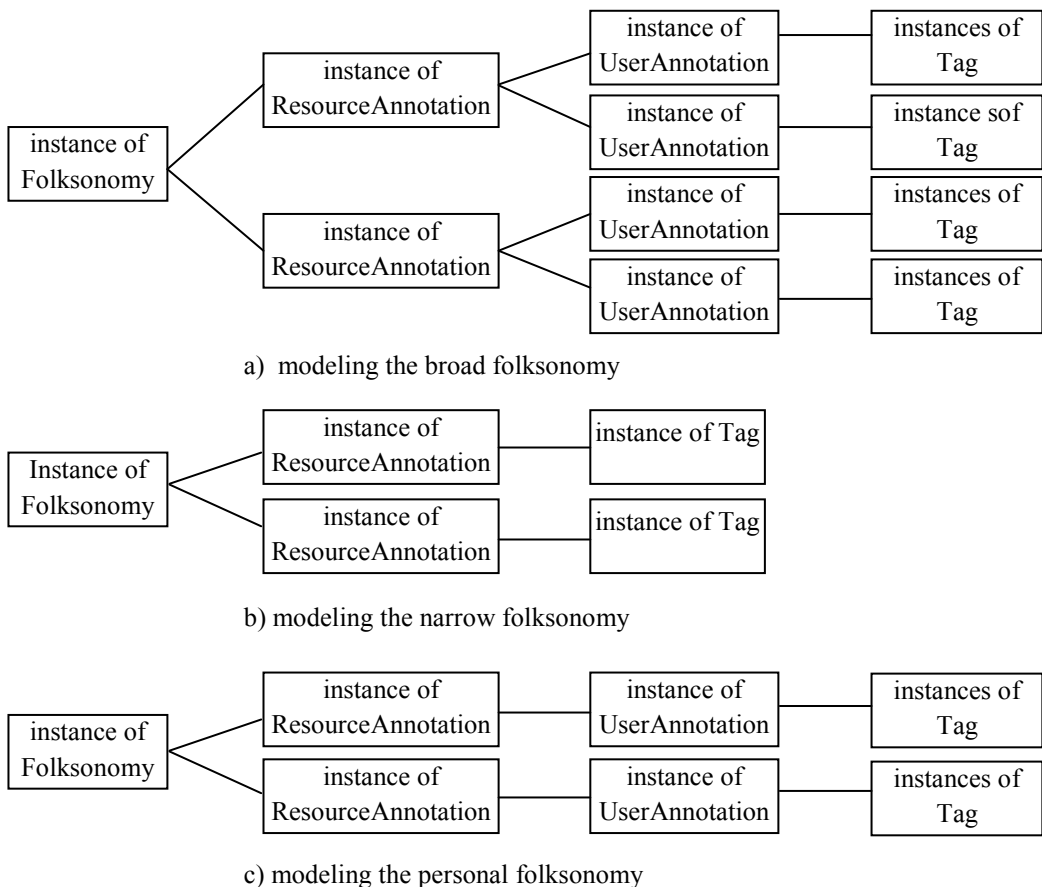 instance of
UserAnnotation
instances of
Tag
instance of
ResourceAnnotation
instance of
UserAnnotation
instance sof
Tag
instance of
Folksonomy
instance of
UserAnnotation
instances of
Tag
instance of
ResourceAnnotation
instance of
UserAnnotation
instances of
Tag
a) modeling the broad folksonomy
instance of
ResourceAnnotation
instance of Tag
Instance of
Folksonomy
instance of
ResourceAnnotation
instance of Tag
b) modeling the narrow folksonomy
instance of
ResourceAnnotation
instance of
UserAnnotation
instances of
Tag
instance of
Folksonomy
instance of
ResourceAnnotation
instance of
UserAnnotation
instances of
Tag
c) modeling the personal folksonomy